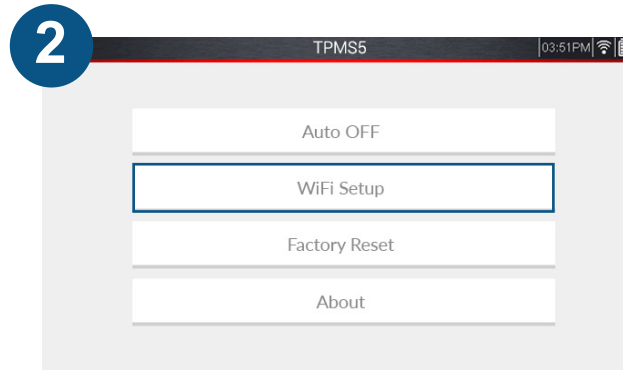 2
TPMS5 03:51PM
Auto OFF
WiFi Setup
Factory Reset
About